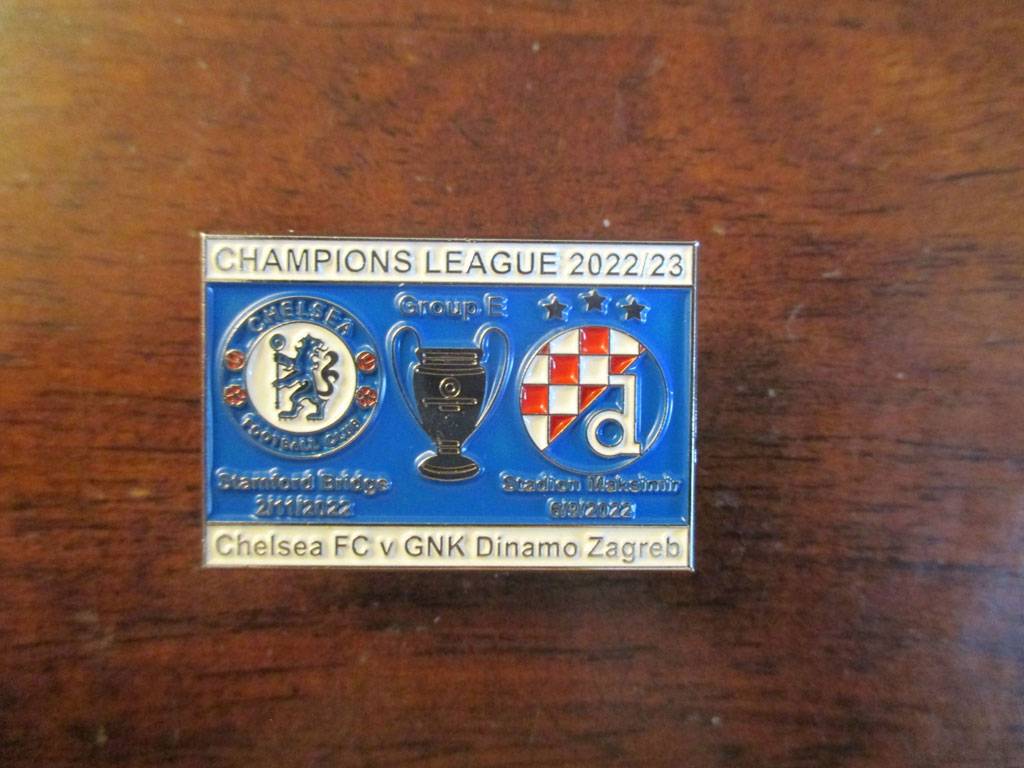 CHAMPIONS LEAGUE 2022/23
CHELSEA
FOOTBALL CLUB
Group E
d
Stamford Bridge
2/11/2022
Stadion Maksimir
6/9/2022
Chelsea FC v GNK Dinamo Zagreb